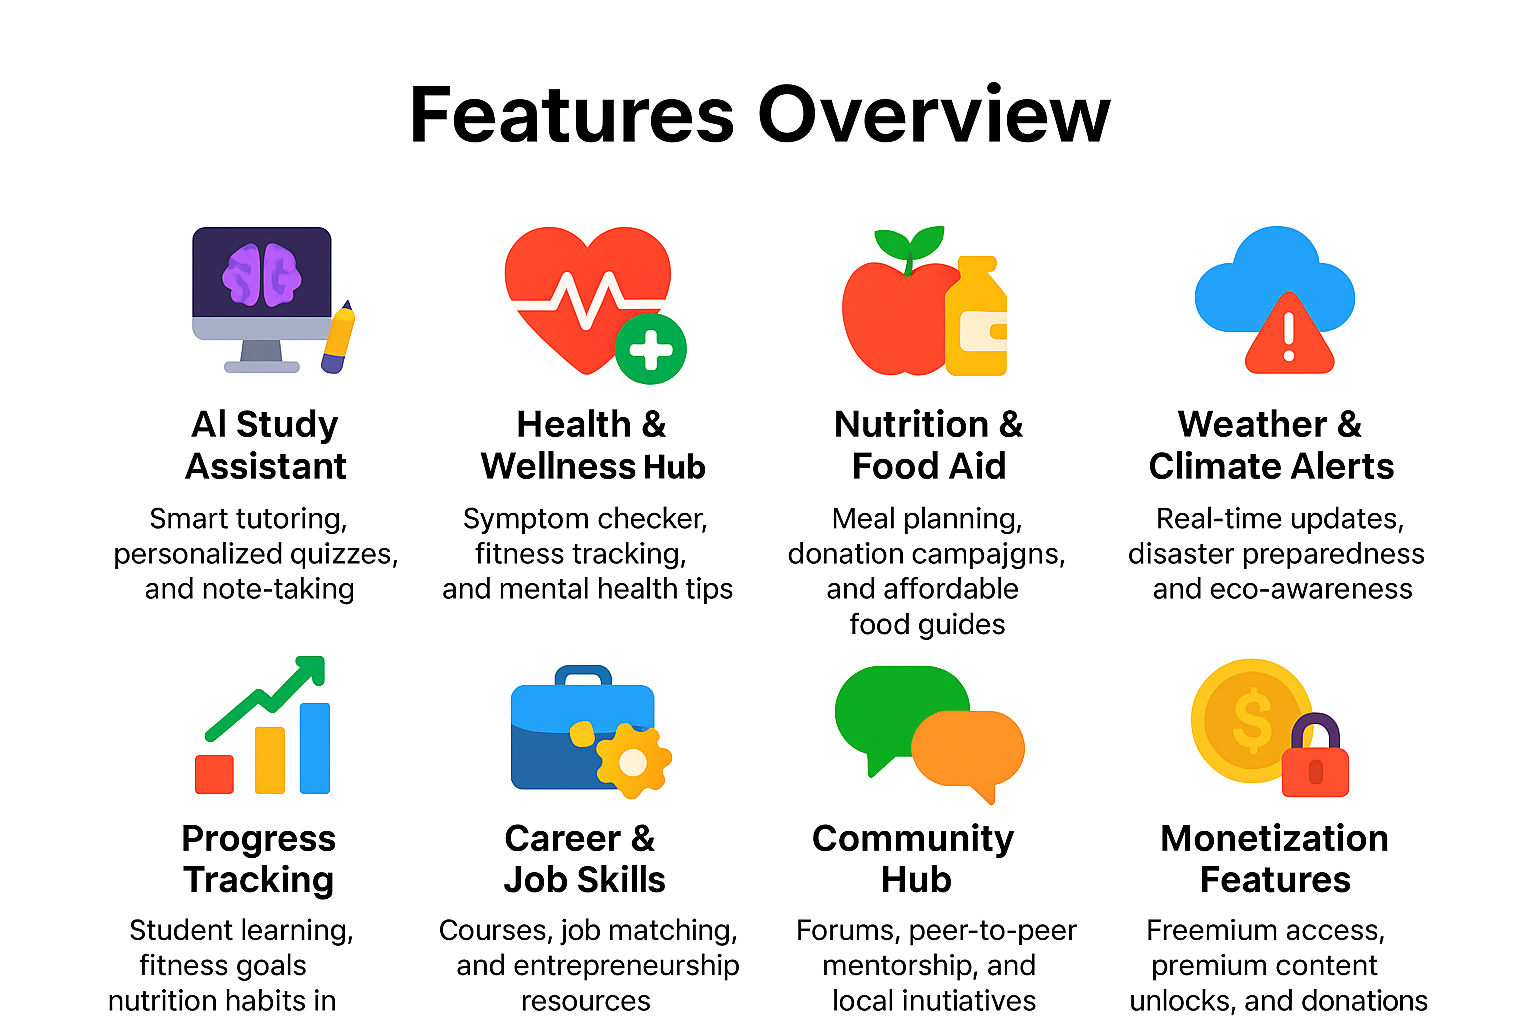 Features Overview
AI Study
Assistant
Smart tutoring,
personalized quizzes,
and note-taking
Health &
Wellness Hub
Symptom checker,
fitness tracking,
and mental health tips
Nutrition &
Food Aid
Meal planning,
donation campajgns,
and affordable
food guides
Weather &
Climate Alerts
Real-time updates,
disaster preparedness
and eco-awareness
Progress
Tracking
Student learning,
fitness goals
nutrition habits in
Career &
Job Skills
Courses, job matching,
and entrepreneurship
resources
Community
Hub
Forums, peer-to-peer
mentorship, and
local inutiatives
$
Monetization
Features
Freemium access,
premium content
unlocks, and donations